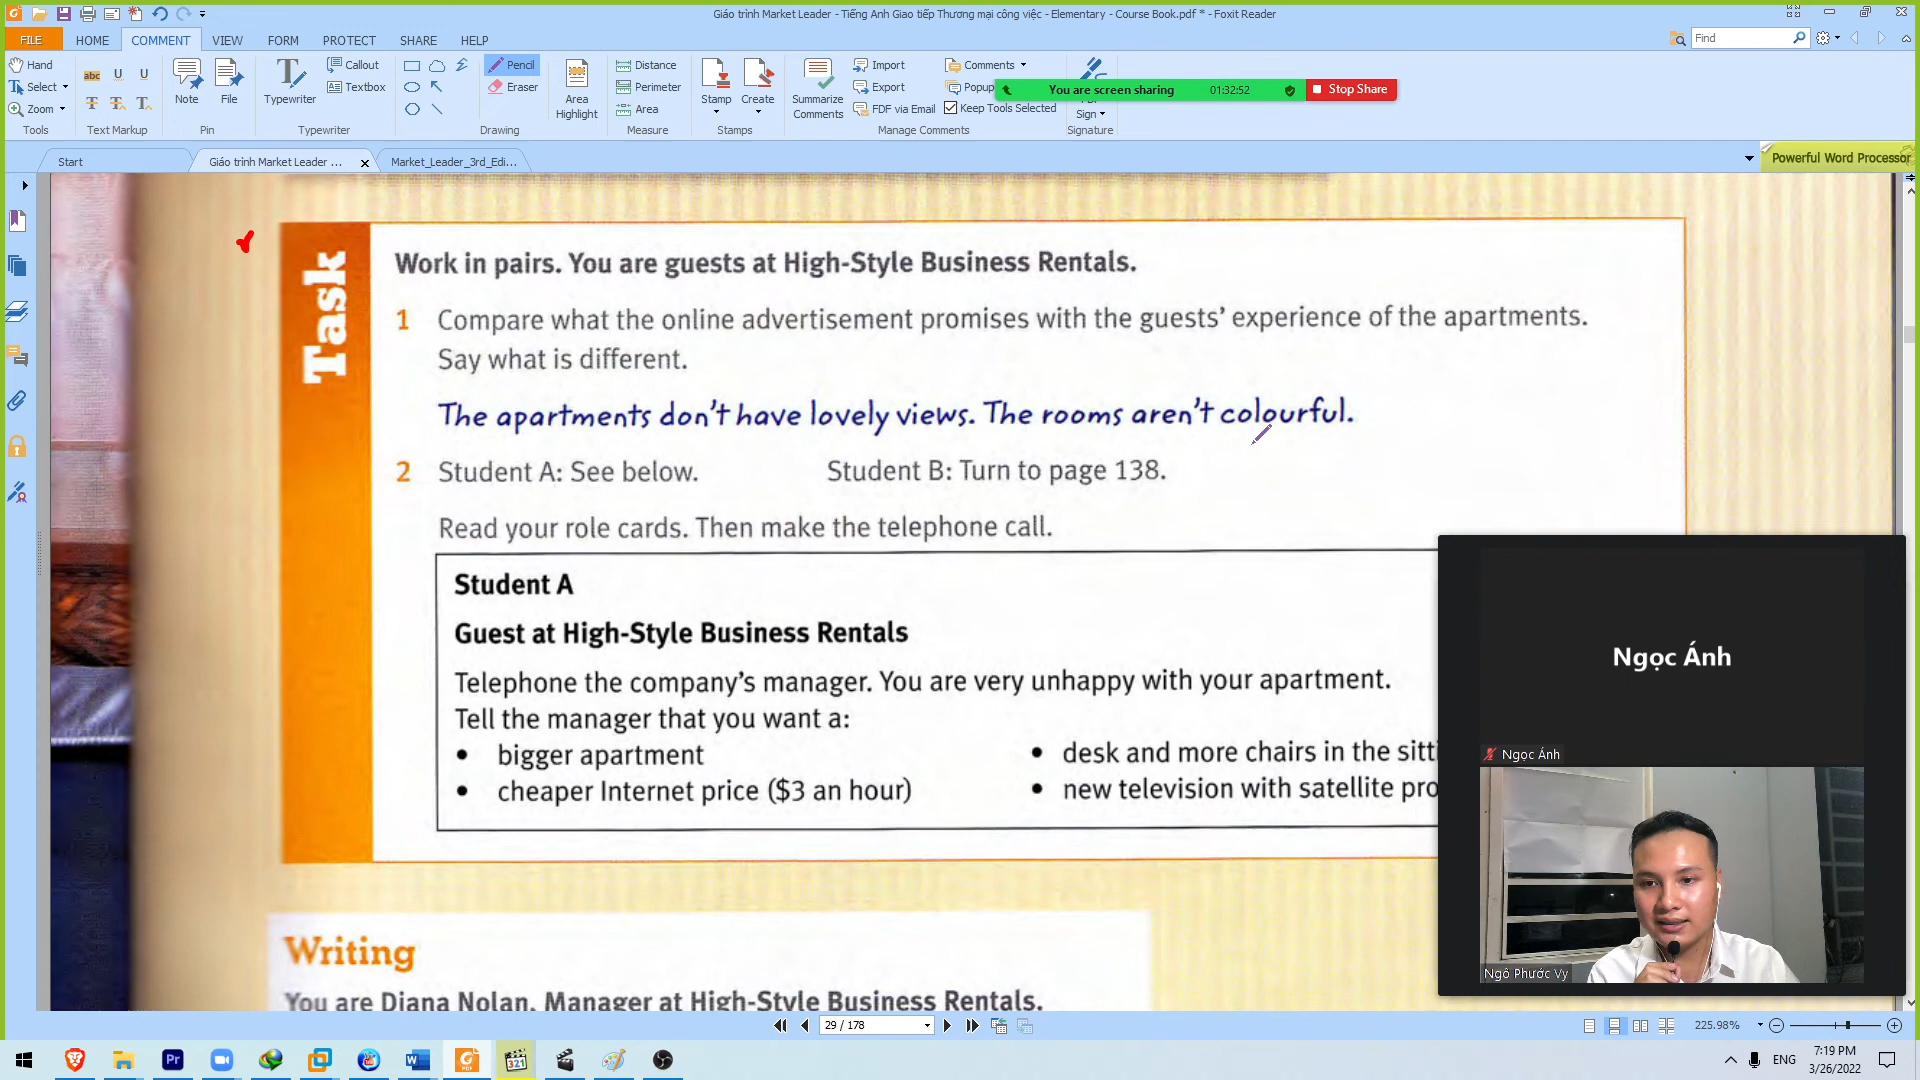 Giáo trình Market Leader - Tiếng Anh Giao tiếp Thương mại công việc - Elementary - Course Book.pdf * - Foxit Reader
FILE HOME COMMENT VIEW FORM PROTECT SHARE HELP
Find
Hand
Select
Zoom
Tools
abc U U
T T T
Text Markup
Note
File
Pin
Typewriter
Callout
Textbox
Typewriter
Pencil
Eraser
Drawing
Area Highlight
Distance
Perimeter
Area
Measure
Stamp
Create
Stamps
Summarize Comments
Import
Export
FDF via Email
Comments
Popup
Keep Tools Selected
Manage Comments
Sign
Signature
You are screen sharing 01:32:52 Stop Share
Start
Giáo trình Market Leader ...
Market_Leader_3rd_Edi...
Powerful Word Processor
Task
Work in pairs. You are guests at High-Style Business Rentals.
1 Compare what the online advertisement promises with the guests' experience of the apartments.
Say what is different.
The apartments don't have lovely views. The rooms aren't colourful.
2 Student A: See below. Student B: Turn to page 138.
Read your role cards. Then make the telephone call.
Student A
Guest at High-Style Business Rentals
Telephone the company's manager. You are very unhappy with your apartment.
Tell the manager that you want a:
• bigger apartment
• cheaper Internet price ($3 an hour)
• desk and more chairs in the sitti
• new television with satellite pro
Writing
You are Diana Nolan, Manager at High-Style Business Rentals.
Ngọc Ánh
Ngọc Ánh
Ngô Phước Vy
29 / 178
225.98%
Pr
321
ENG
7:19 PM
3/26/2022